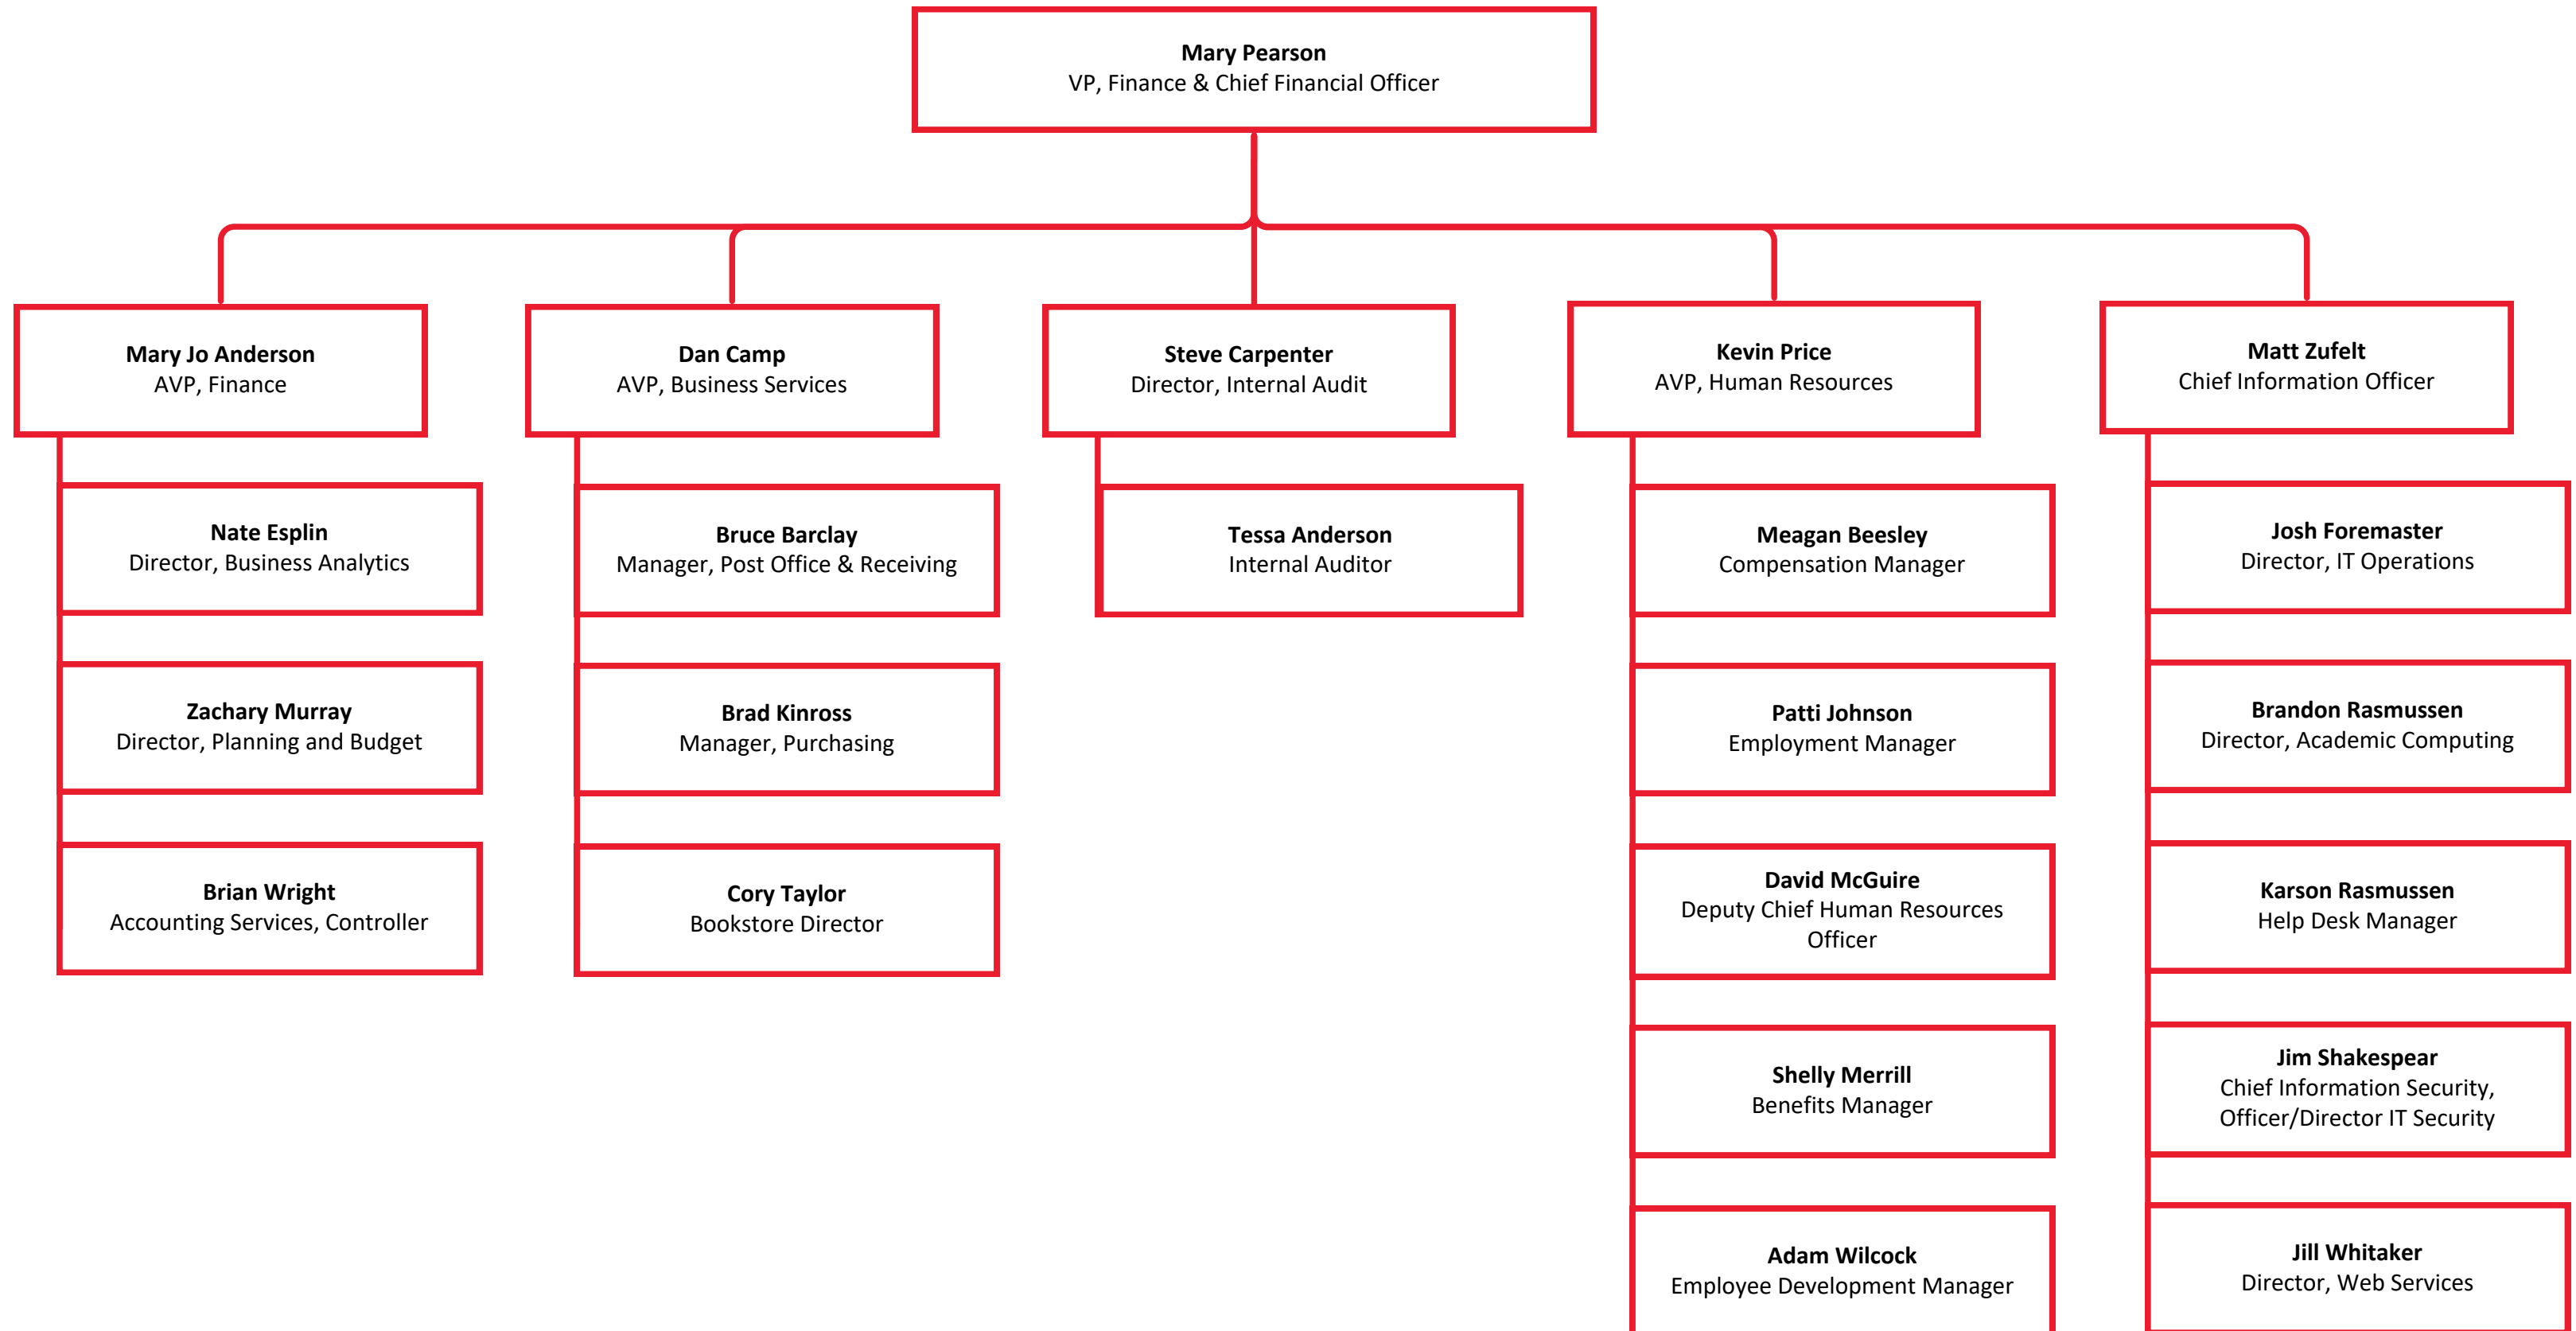 Mary Pearson
VP, Finance & Chief Financial Officer
Mary Jo Anderson
AVP, Finance
Dan Camp
AVP, Business Services
Steve Carpenter
Director, Internal Audit
Kevin Price
AVP, Human Resources
Matt Zufelt
Chief Information Officer
Nate Esplin
Director, Business Analytics
Zachary Murray
Director, Planning and Budget
Brian Wright
Accounting Services, Controller
Bruce Barclay
Manager, Post Office & Receiving
Brad Kinross
Manager, Purchasing
Cory Taylor
Bookstore Director
Tessa Anderson
Internal Auditor
Meagan Beesley
Compensation Manager
Patti Johnson
Employment Manager
David McGuire
Deputy Chief Human Resources
Officer
Shelly Merrill
Benefits Manager
Adam Wilcock
Employee Development Manager
Josh Foremaster
Director, IT Operations
Brandon Rasmussen
Director, Academic Computing
Karson Rasmussen
Help Desk Manager
Jim Shakespear
Chief Information Security,
Officer/Director IT Security
Jill Whitaker
Director, Web Services